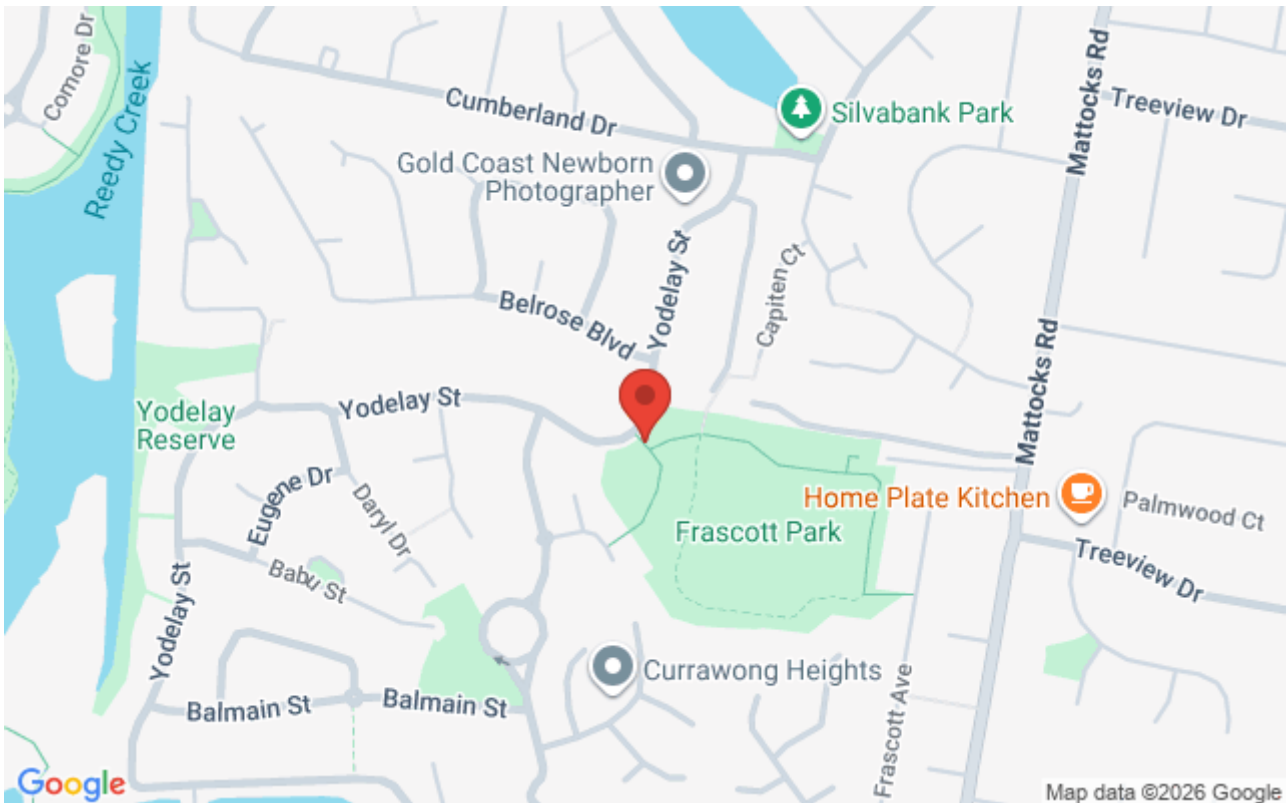 Comore Dr
Reedy Creek
Cumberland Dr
Silvabank Park
Mattocks Rd
Treeview Dr
Gold Coast Newborn
Photographer
Yodelay St
Capiten Ct
Belrose Blvd
Mattocks Rd
Yodelay
Reserve
Yodelay St
Eugene Dr
Daryl Dr
Home Plate Kitchen
Palmwood Ct
Frascott Park
Treeview Dr
Babu St
Yodelay St
Currawong Heights
Balmain St
Balmain St
Frascott Ave
Google
Map data ©2026 Google